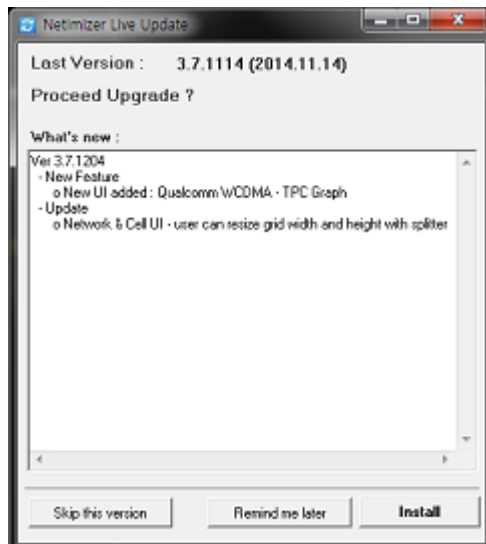 Netimizer Live Update
Last Version : 3.7.1114 (2014.11.14)
Proceed Upgrade ?
What's new :
Ver 3.7.1204
- New Feature
o New UI added : Qualcomm WCDMA - TPC Graph
- Update
o Network & Cell UI - user can resize grid width and height with splitter
Skip this version
Remind me later
Install